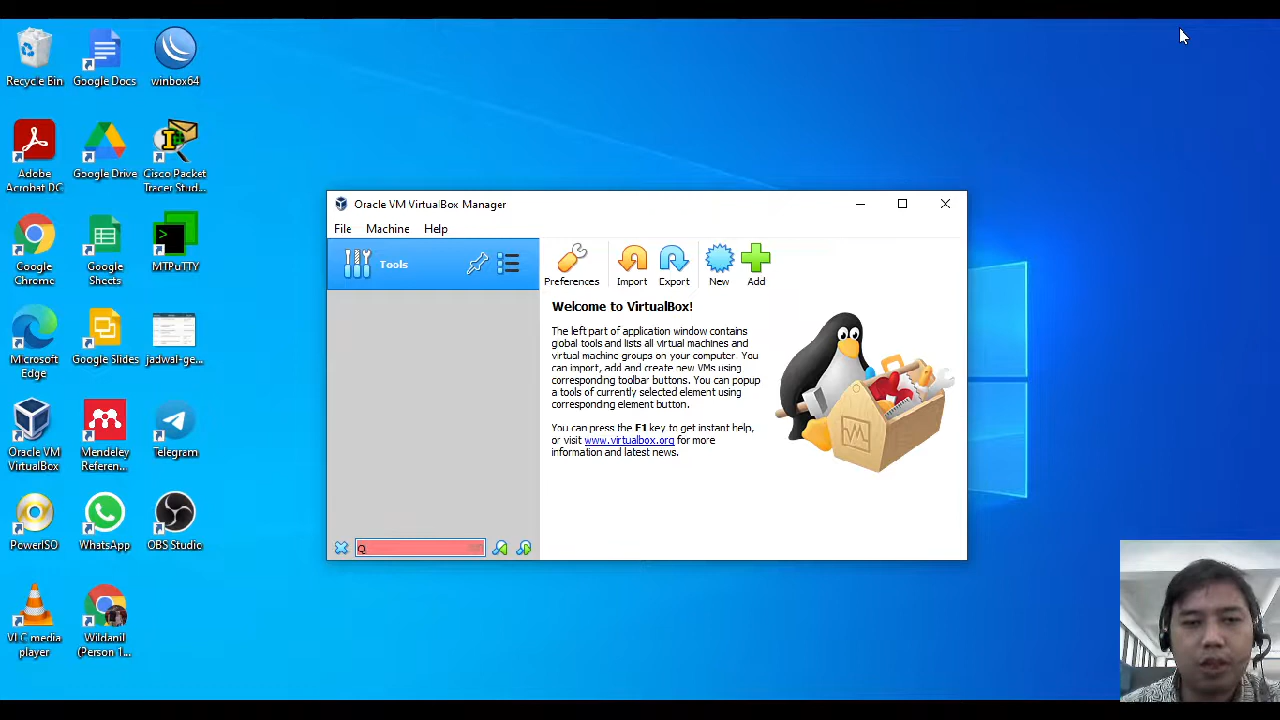 Recycle Bin
Google Docs
winbox64
Adobe
Acrobat DC
Google Drive
Cisco Packet
Tracer Stud...
Google
Chrome
Google
Sheets
MTPuTTY
Microsoft
Edge
Google Slides
jadwal-ge...
Oracle VM
VirtualBox
Mendeley
Referen...
Telegram
PowerISO
WhatsApp
OBS Studio
VLC media
player
Wildanil
(Person 1...
Oracle VM VirtualBox Manager
File Machine Help
Tools
Preferences
Import
Export
New
Add
Welcome to VirtualBox!
The left part of application window contains
global tools and lists all virtual machines and
virtual machine groups on your computer. You
can import, add and create new VMs using
corresponding toolbar buttons. You can popup
a tools of currently selected element using
corresponding element button.
You can press the F1 key to get instant help,
or visit www.virtualbox.org for more
information and latest news.
Q